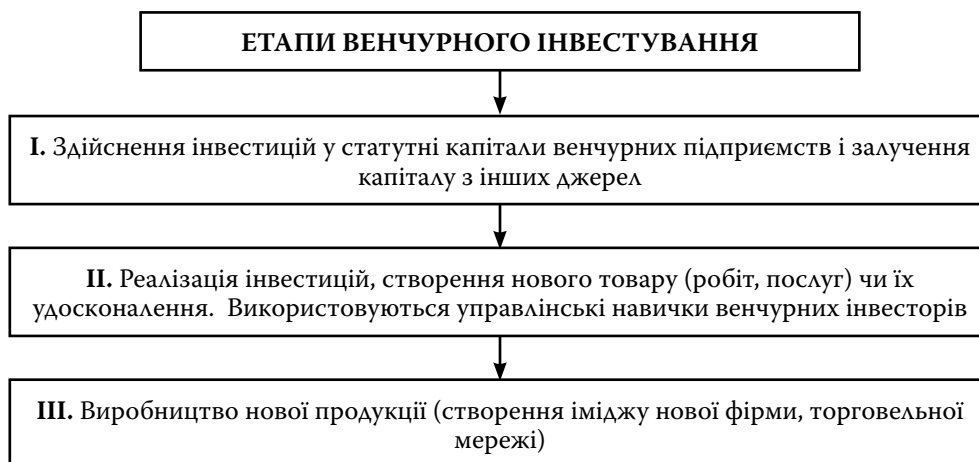 ЕТАПИ ВЕНЧУРНОГО ІНВЕСТУВАННЯ
I. Здійснення інвестицій у статутні капітали венчурних підприємств і залучення
капіталу з інших джерел
II. Реалізація інвестицій, створення нового товару (робіт, послуг) чи їх
удосконалення. Використовуються управлінські навички венчурних інвесторів
III. Виробництво нової продукції (створення іміджу нової фірми, торговельної
мережі)